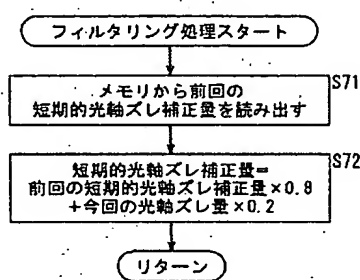 フィルタリング処理スタート
S71
メモリから前回の
短期的光軸ズレ補正量を読み出す
S72
短期的光軸ズレ補正量=
前回の短期的光軸ズレ補正量×0.8
+今回の光軸ズレ量×0.2
リターン